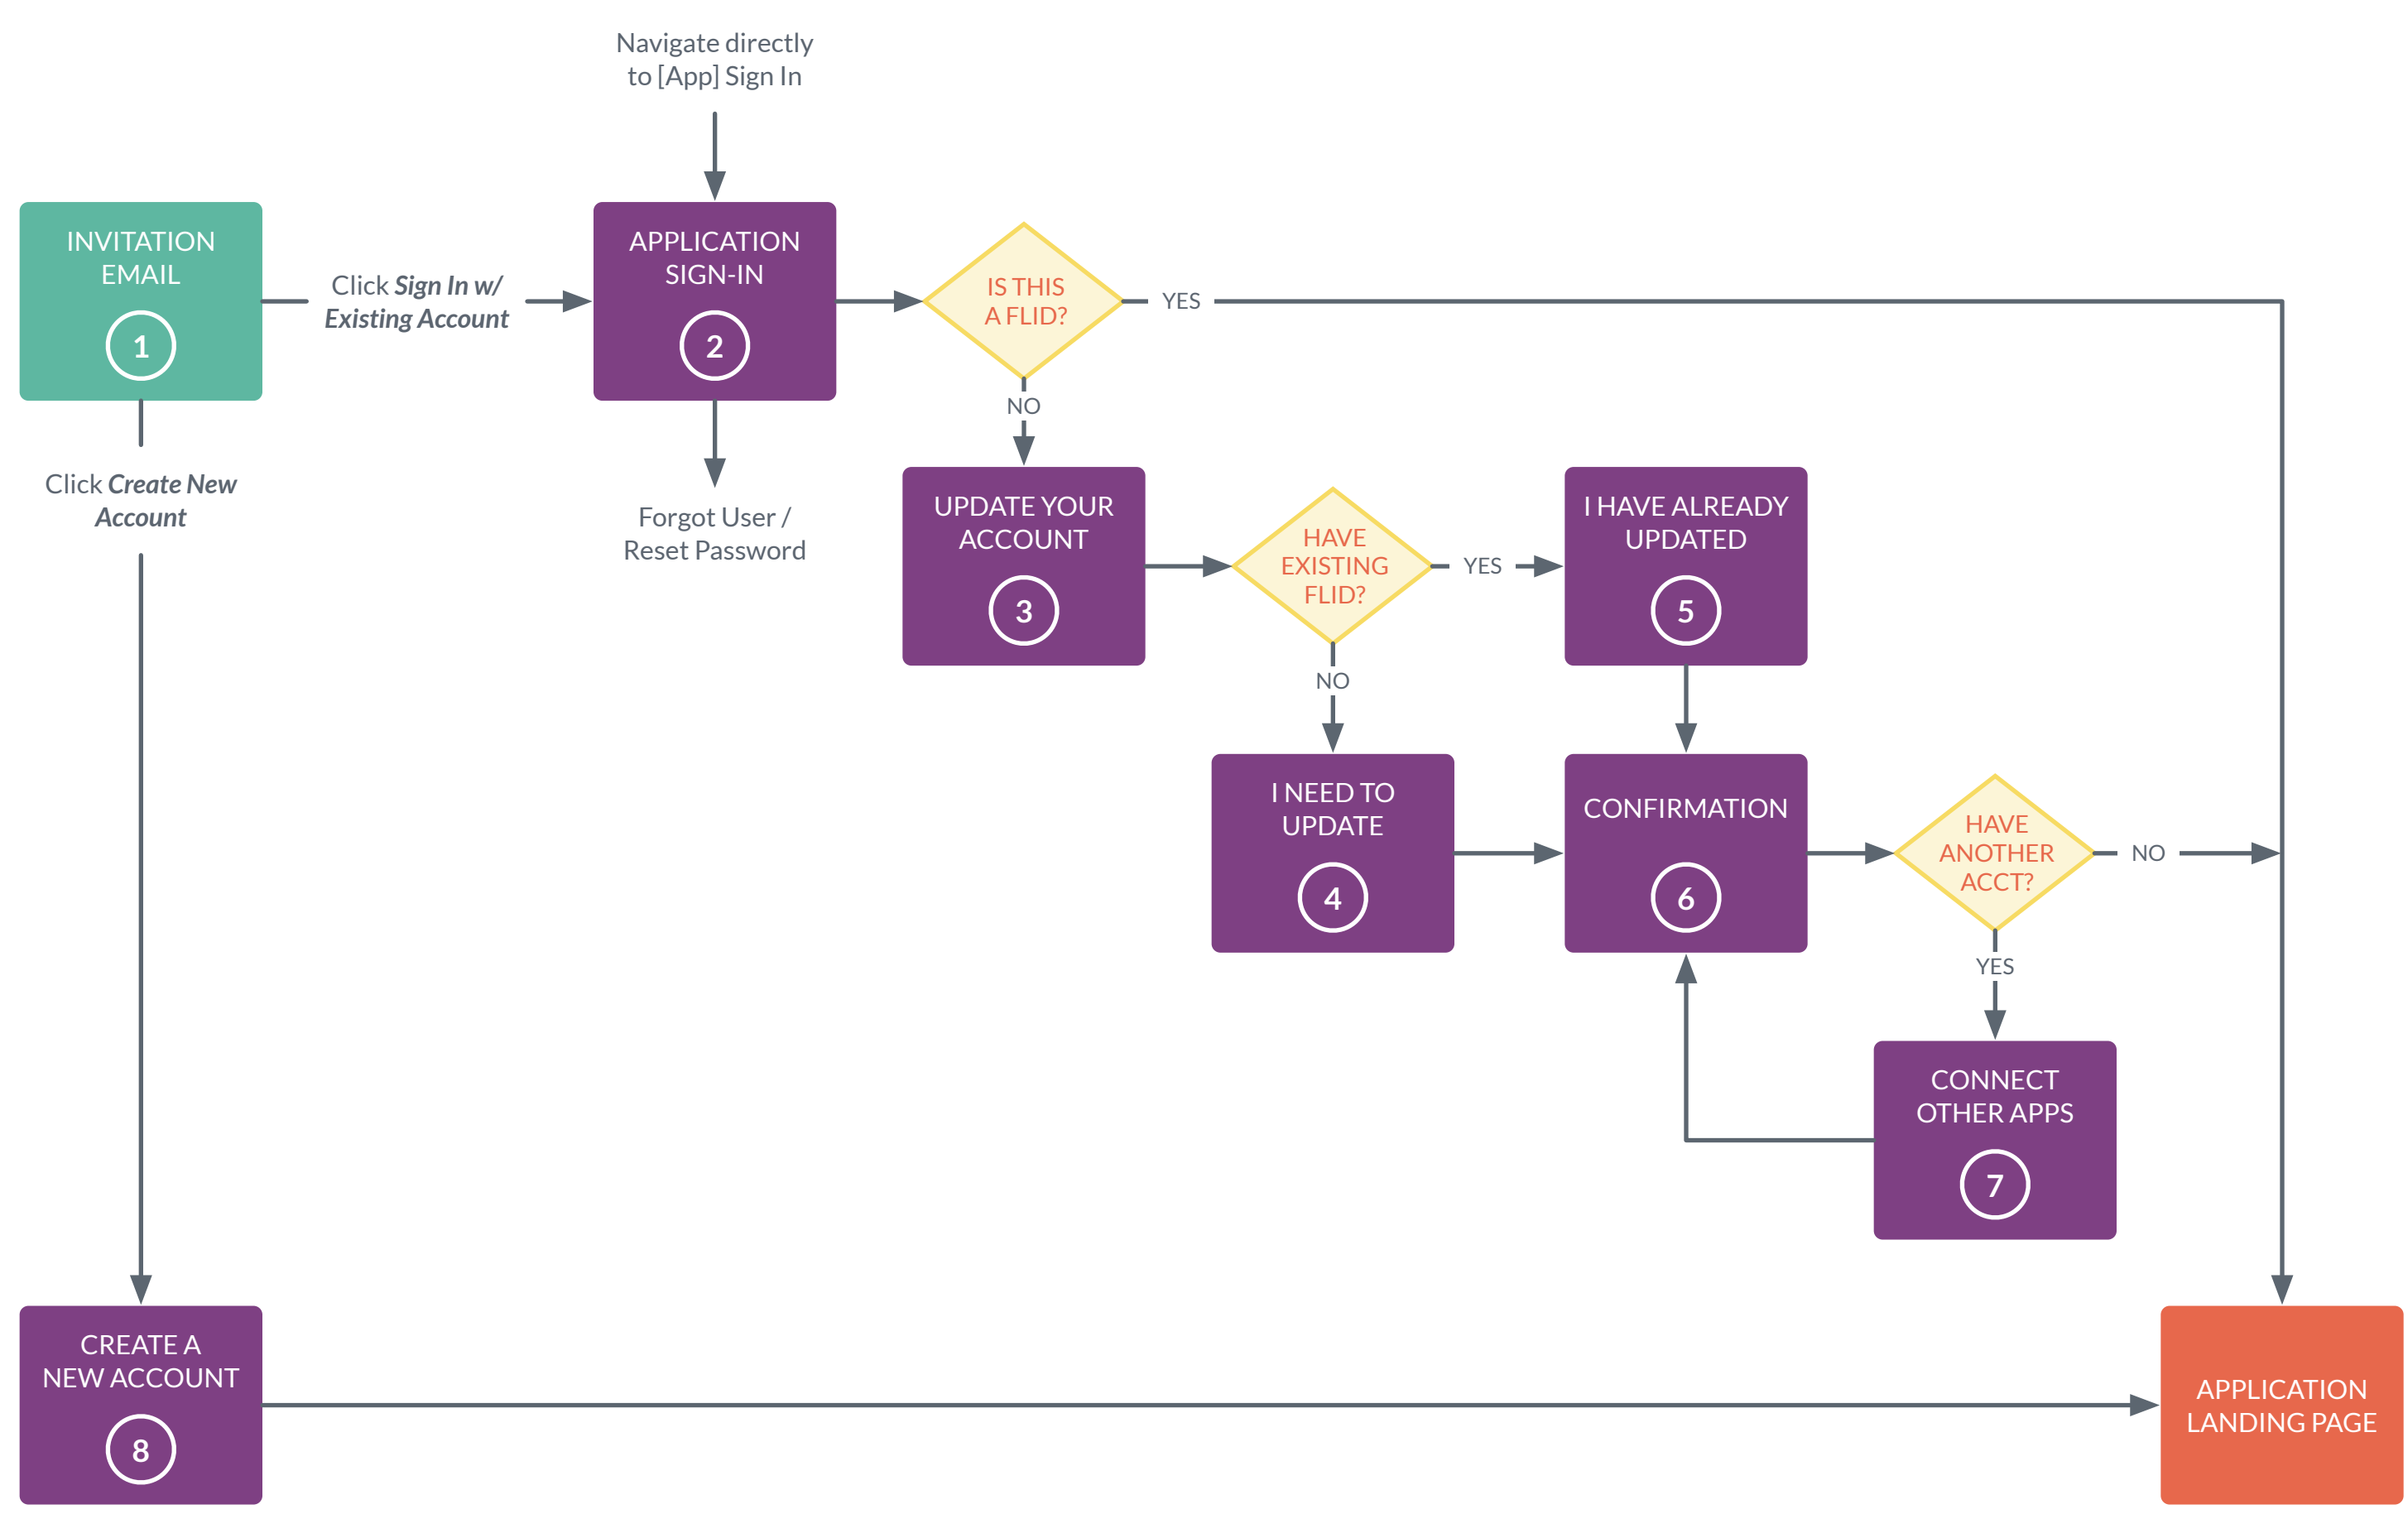 Navigate directly
to [App] Sign In
INVITATION
EMAIL
1
Click Sign In w/
Existing Account
APPLICATION
SIGN-IN
2
IS THIS
A FLID?
YES
NO
Click Create New
Account
Forgot User /
Reset Password
UPDATE YOUR
ACCOUNT
3
HAVE
EXISTING
FLID?
YES
I HAVE ALREADY
UPDATED
5
NO
I NEED TO
UPDATE
4
CONFIRMATION
6
HAVE
ANOTHER
ACCT?
NO
YES
CONNECT
OTHER APPS
7
CREATE A
NEW ACCOUNT
8
APPLICATION
LANDING PAGE